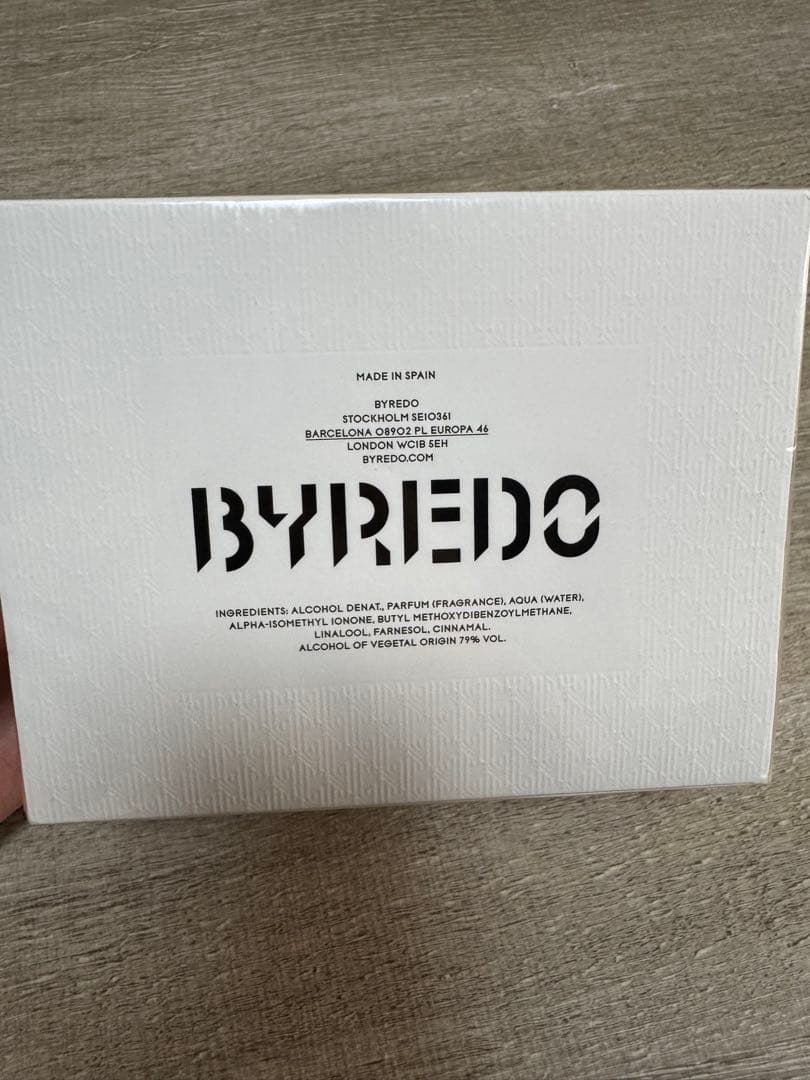 MADE IN SPAIN
BYREDO
STOCKHOLM SE10361
BARCELONA 08902 PL EUROPA 46
LONDON WC1B 5EH
BYREDO.COM
BYREDO
INGREDIENTS: ALCOHOL DENAT., PARFUM (FRAGRANCE), AQUA (WATER),
ALPHA-ISOMETHYL IONONE, BUTYL METHOXYDIBENZOYLMETHANE,
LINALOOL, FARNESOL, CINNAMAL.
ALCOHOL OF VEGETAL ORIGIN 79% VOL.